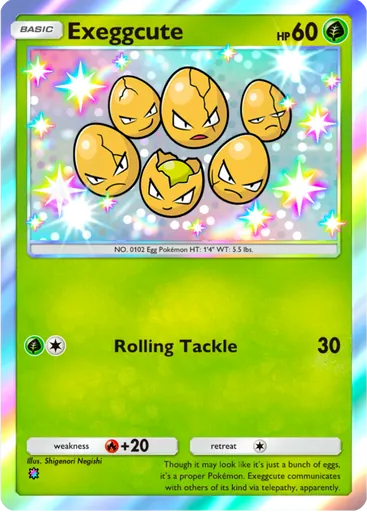 BASIC Exeggcute HP 60
NO. 0102 Egg Pokémon HT: 1'4" WT: 5.5 lbs.
Rolling Tackle 30
weakness +20 retreat
Illus. Shigenori Negishi
Though it may look like it's just a bunch of eggs,
it's a proper Pokémon. Exeggcute communicates
with others of its kind via telepathy, apparently.